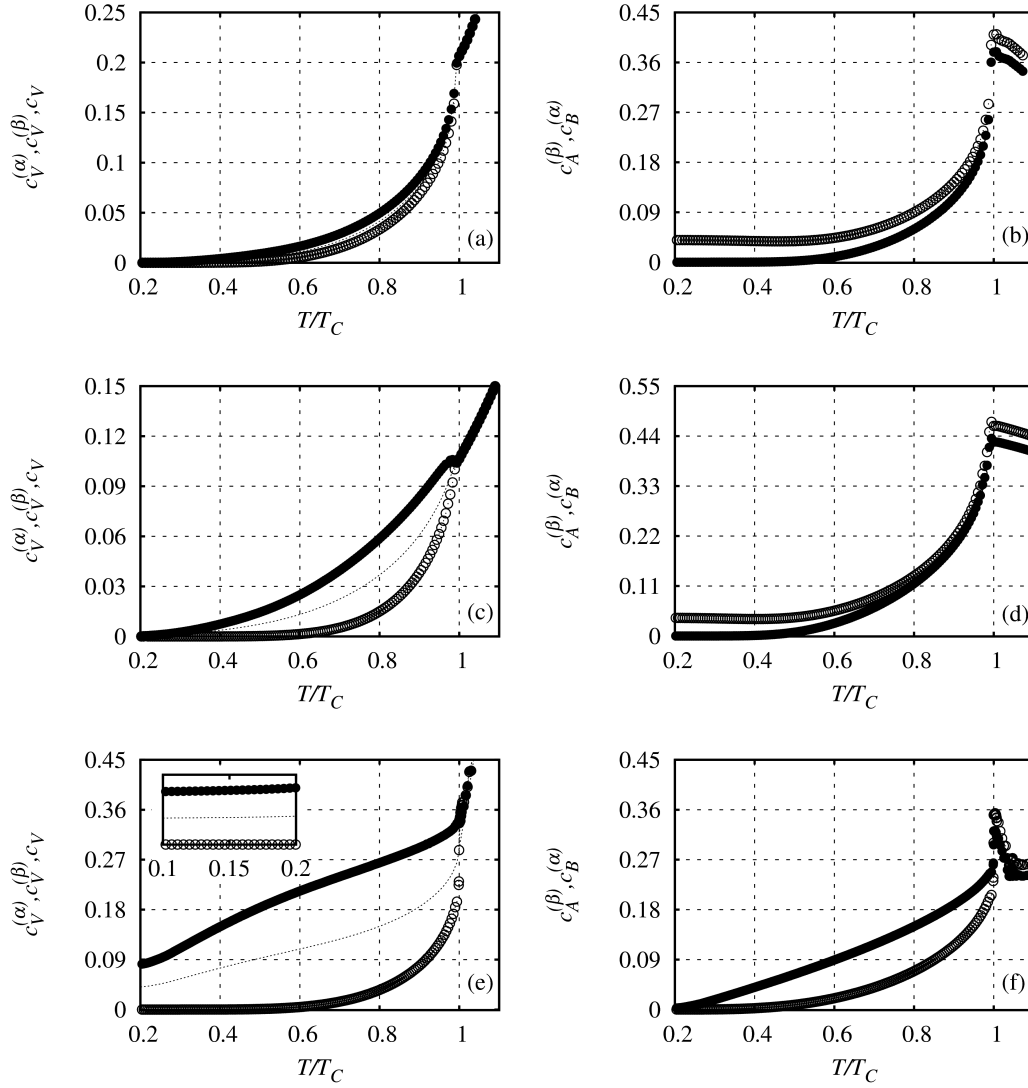 0.25
0.2
0.15
0.1
0.05
0
0.2 0.4 0.6 0.8 1
c_V^(α), c_V^(β), c_V
T/T_C
(a)
0.45
0.36
0.27
0.18
0.09
0
0.2 0.4 0.6 0.8 1
c_A^(β), c_B^(α)
T/T_C
(b)
0.15
0.12
0.09
0.06
0.03
0
0.2 0.4 0.6 0.8 1
c_V^(α), c_V^(β), c_V
T/T_C
(c)
0.55
0.44
0.33
0.22
0.11
0
0.2 0.4 0.6 0.8 1
c_A^(β), c_B^(α)
T/T_C
(d)
0.45
0.36
0.27
0.18
0.09
0
0.1 0.15 0.2
0.2 0.4 0.6 0.8 1
c_V^(α), c_V^(β), c_V
T/T_C
(e)
0.45
0.36
0.27
0.18
0.09
0
0.2 0.4 0.6 0.8 1
c_A^(β), c_B^(α)
T/T_C
(f)